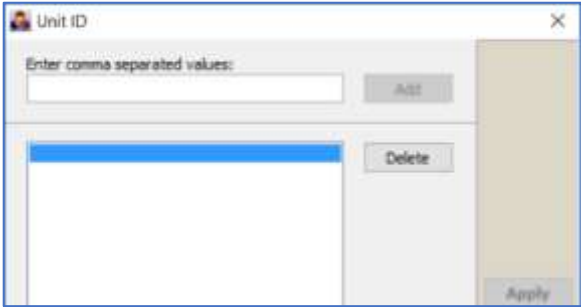 Unit ID
Enter comma separated values:
Add
Delete
Apply